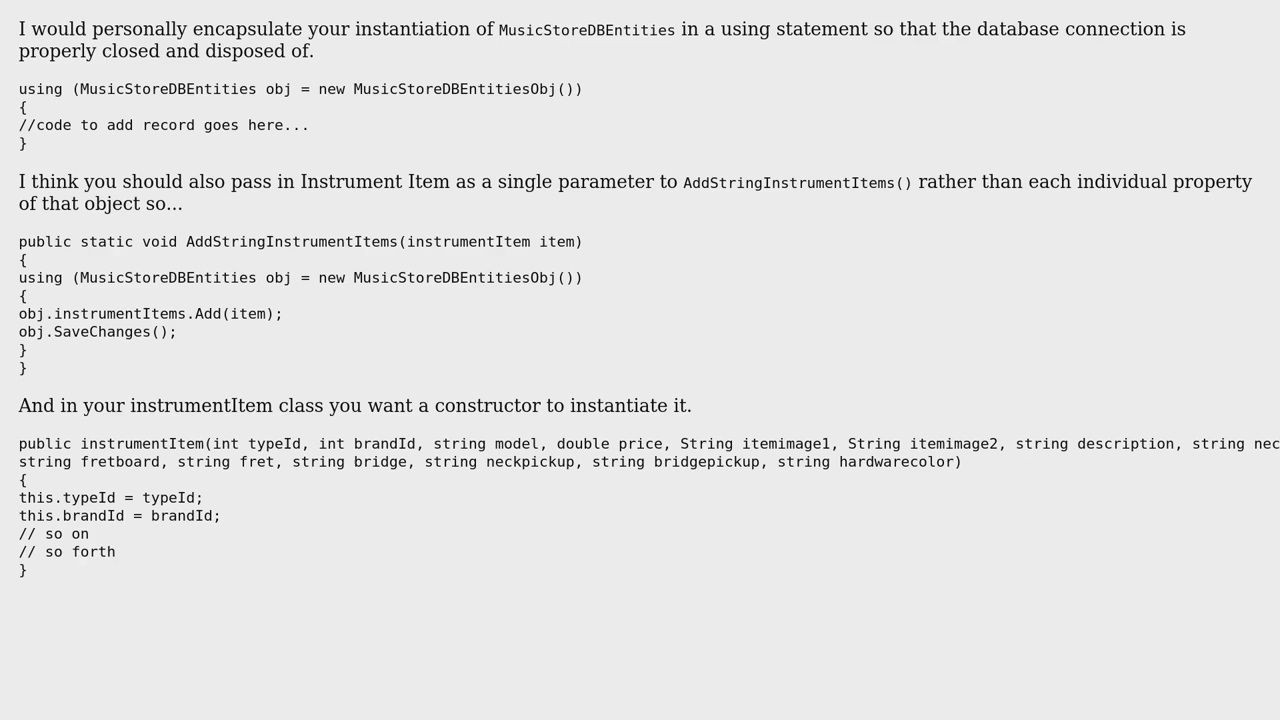 I would personally encapsulate your instantiation of MusicStoreDBEntities in a using statement so that the database connection is
properly closed and disposed of.
using (MusicStoreDBEntities obj = new MusicStoreDBEntitiesObj())
{
//code to add record goes here...
}
I think you should also pass in Instrument Item as a single parameter to AddStringInstrumentItems() rather than each individual property
of that object so...
public static void AddStringInstrumentItems(instrumentItem item)
{
using (MusicStoreDBEntities obj = new MusicStoreDBEntitiesObj())
{
obj.instrumentItems.Add(item);
obj.SaveChanges();
}
}
And in your instrumentItem class you want a constructor to instantiate it.
public instrumentItem(int typeId, int brandId, string model, double price, String itemimage1, String itemimage2, string description, string nec
string fretboard, string fret, string bridge, string neckpickup, string bridgepickup, string hardwarecolor)
{
this.typeId = typeId;
this.brandId = brandId;
// so on
// so forth
}